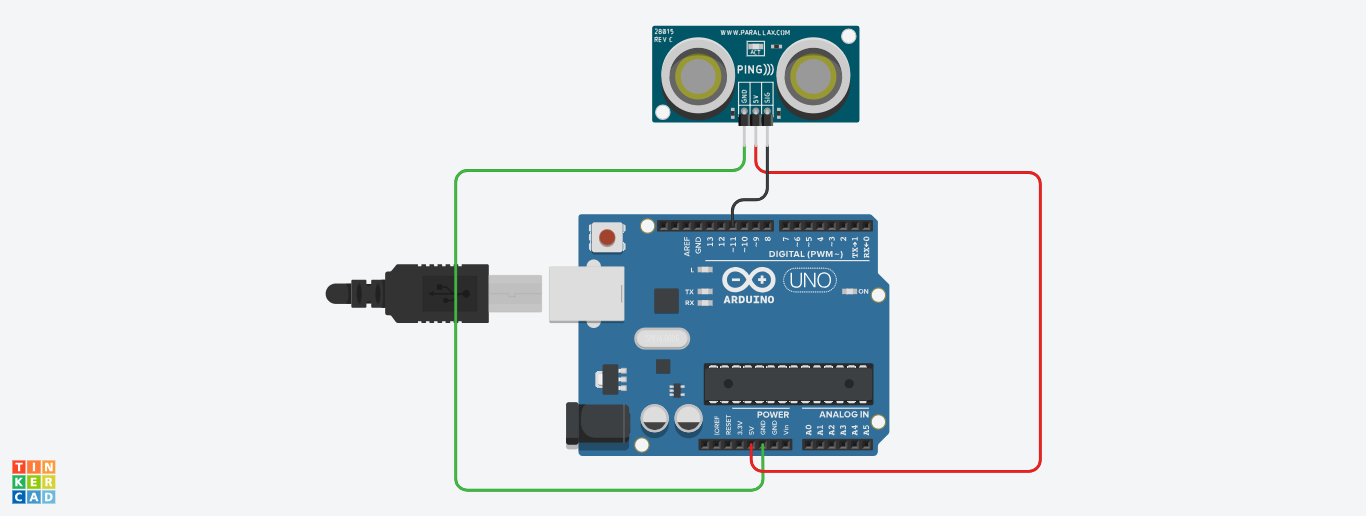 28015
REV C
WWW.PARALLAX.COM
ACT
PING)))
GND
5V
SIG
AREF
GND
13
12
~11
~10
~9
8
7
~6
~5
4
~3
2
TX→1
RX←0
DIGITAL (PWM~)
L
TX
RX
ARDUINO
UNO
ON
POWER
ANALOG IN
IOREF
RESET
3.3V
5V
GND
GND
Vin
A0
A1
A2
A3
A4
A5
TIN
KER
CAD